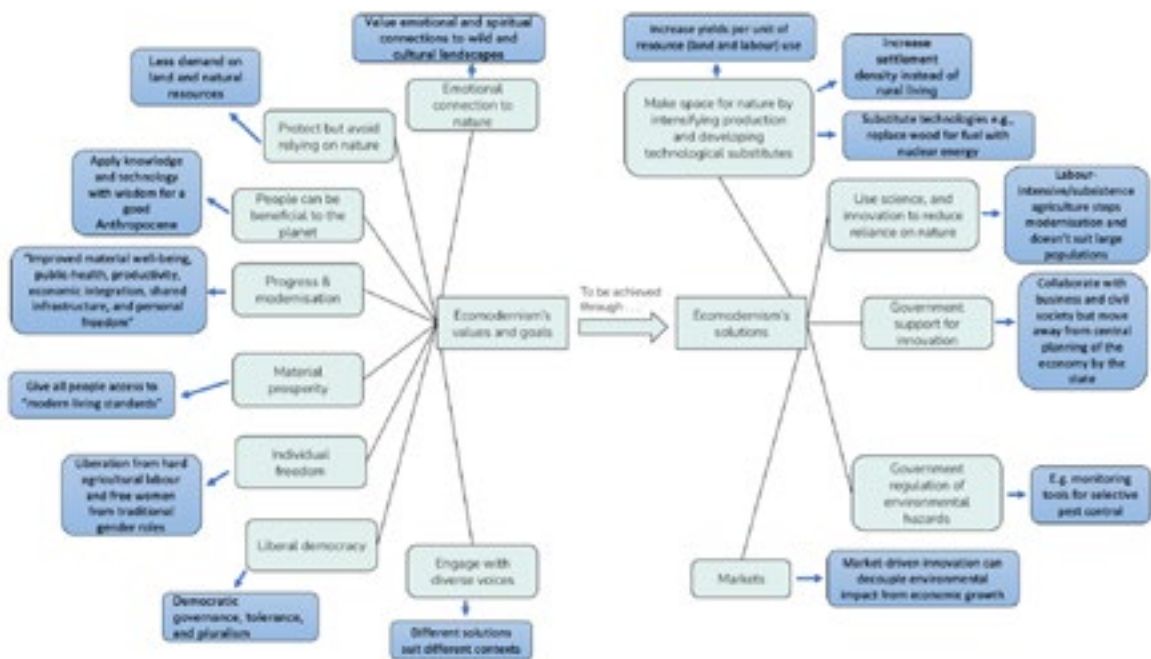 Value emotional and spiritual
connections to wild and
cultural landscapes
Emotional connection to
nature
Less demand on
land and natural
resources
Protect but avoid
relying on nature
Apply knowledge
and technology
with wisdom for a
good
Anthropocene
People can be
beneficial to the
planet
"Improved material well-being,
public health, productivity,
economic integration, shared
infrastructure, and personal
freedom"
Progress &
modernisation
Give all people access to
"modern living standards"
Material
prosperity
Liberation from hard
agricultural labour
and free women
from traditional
gender roles
Individual
freedom
Liberal democracy
Democratic
governance, tolerance,
and pluralism
Engage with
diverse voices
Different solutions
suit different contexts
Ecomodernism's
values and goals
To be achieved
through ...
Ecomodernism's
solutions
Increase yields per unit of
resource (land and labour) use
Increase
settlement
density instead of
rural living
Make space for nature by
intensifying production
and developing
technological substitutes
Substitute technologies e.g.,
replace wood for fuel with
nuclear energy
Use science, and
innovation to reduce
reliance on nature
Labour-
intensive/subsistence
agriculture stops
modernisation and
doesn't suit large
populations
Government
support for
innovation
Collaborate with
business and civil
society but move
away from central
planning of the
economy by the
state
Government
regulation of
environmental
hazards
E.g. monitoring
tools for selective
pest control
Markets
Market-driven innovation can
decouple environmental
impact from economic growth